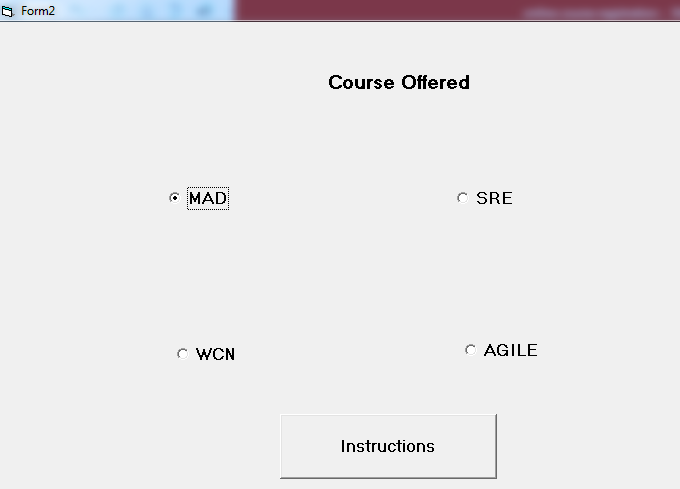 Form2
Course Offered
MAD
SRE
WCN
AGILE
Instructions